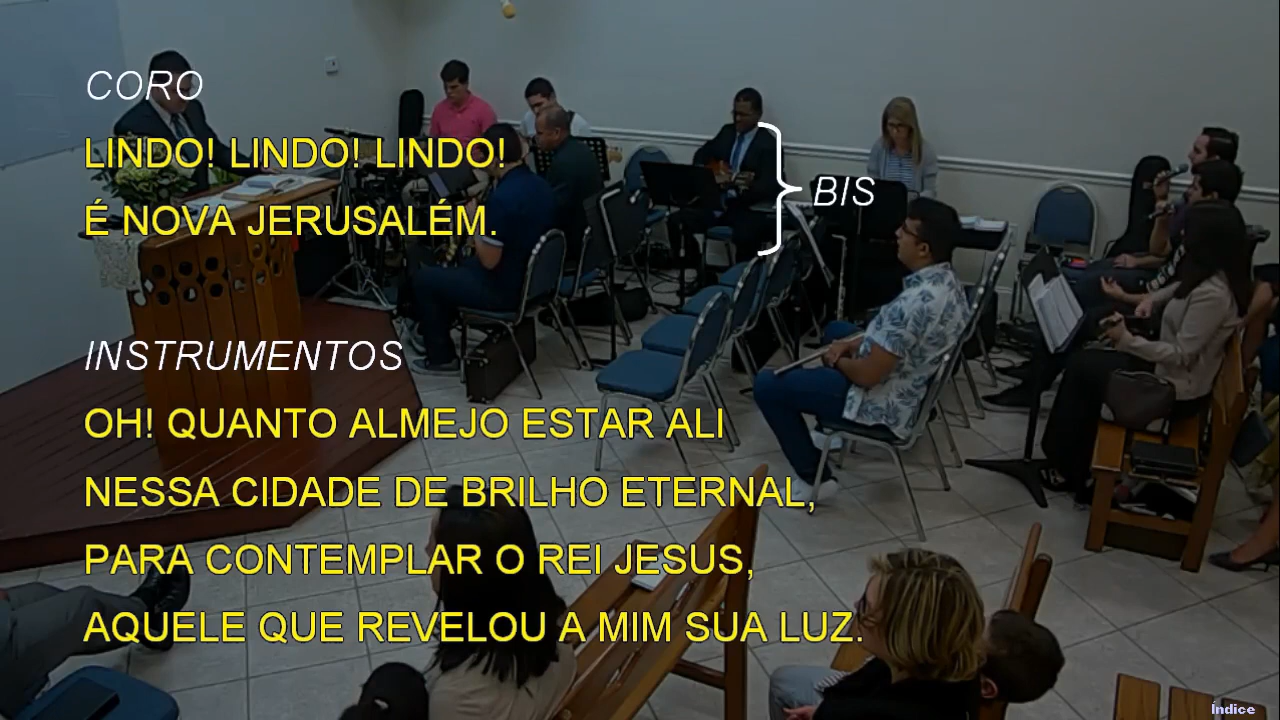 CORO
LINDO! LINDO! LINDO!
É NOVA JERUSALÉM.
BIS
INSTRUMENTOS
OH! QUANTO ALMEJO ESTAR ALI
NESSA CIDADE DE BRILHO ETERNAL,
PARA CONTEMPLAR O REI JESUS,
AQUELE QUE REVELOU A MIM SUA LUZ.
Índice